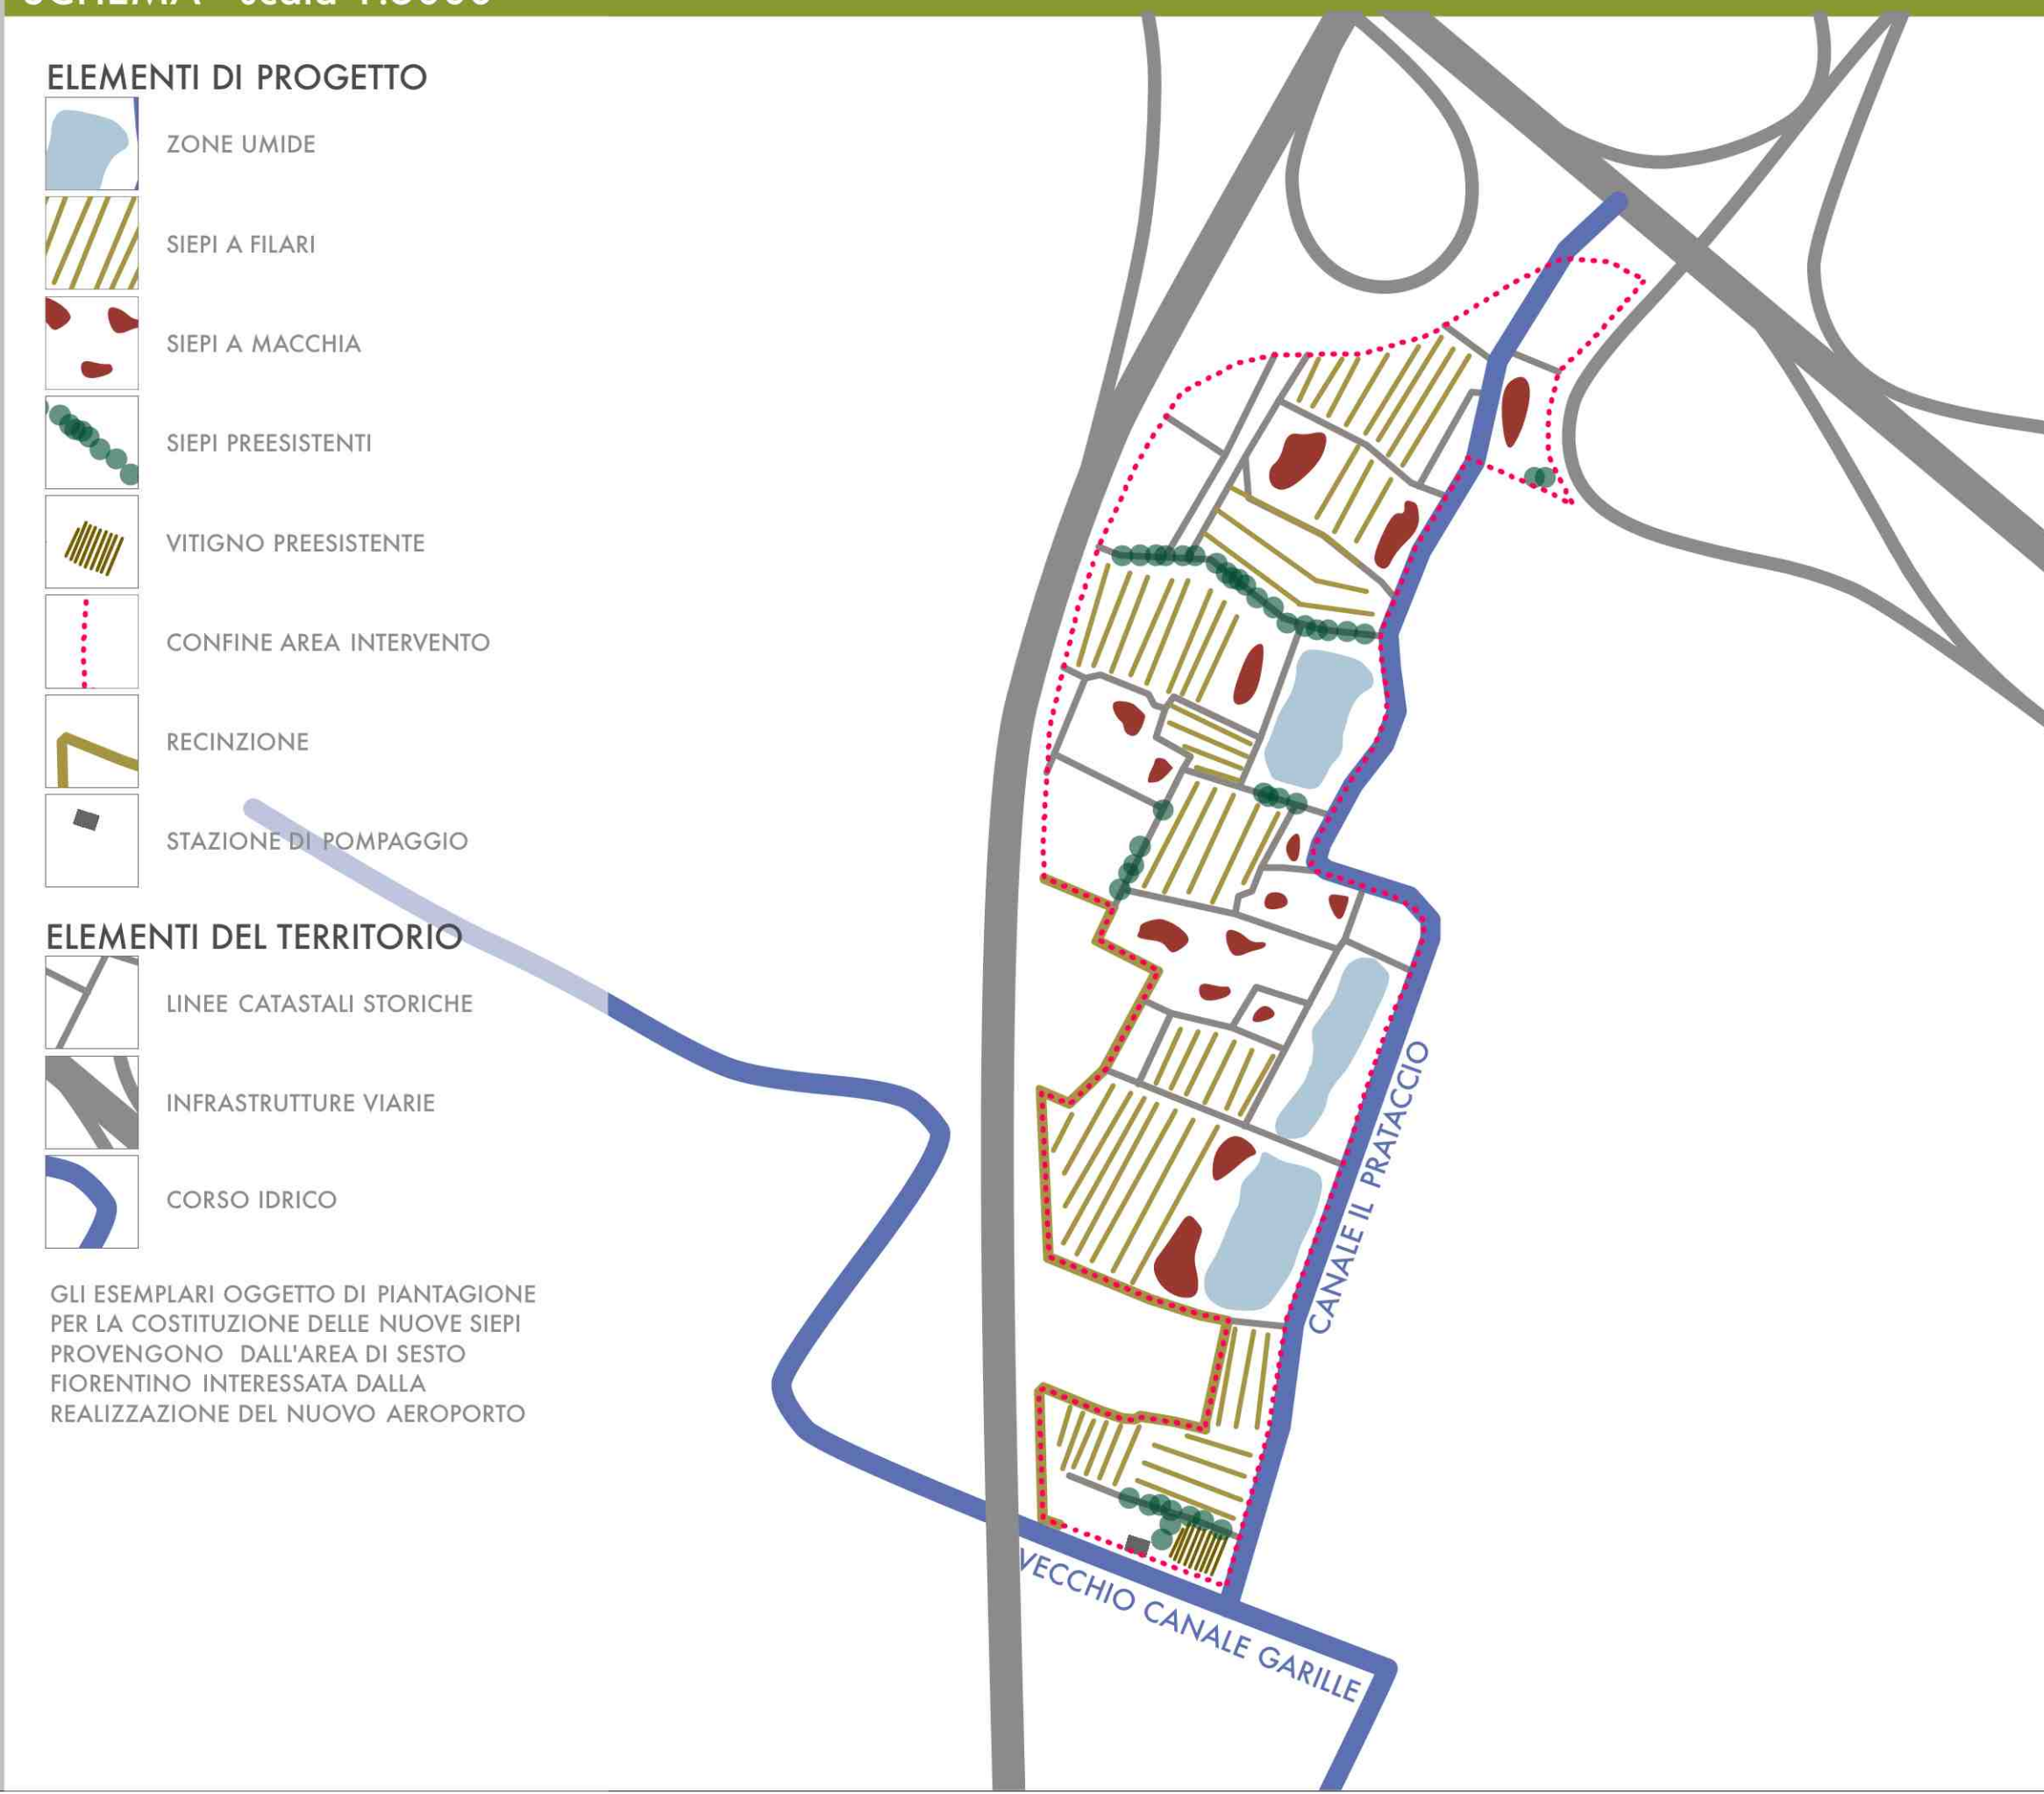 ELEMENTI DI PROGETTO
ZONE UMIDE
SIEPI A FILARI
SIEPI A MACCHIA
SIEPI PREESISTENTI
VITIGNO PREESISTENTE
CONFINE AREA INTERVENTO
RECINZIONE
STAZIONE DI POMPAGGIO
ELEMENTI DEL TERRITORIO
LINEE CATASTALI STORICHE
INFRASTRUTTURE VIARIE
CORSO IDRICO
GLI ESEMPLARI OGGETTO DI PIANTAGIONE
PER LA COSTITUZIONE DELLE NUOVE SIEPI
PROVENGONO DALL'AREA DI SESTO
FIORENTINO INTERESSATA DALLA
REALIZZAZIONE DEL NUOVO AEROPORTO
CANALE IL PRATACCIO
VECCHIO CANALE GARILLE